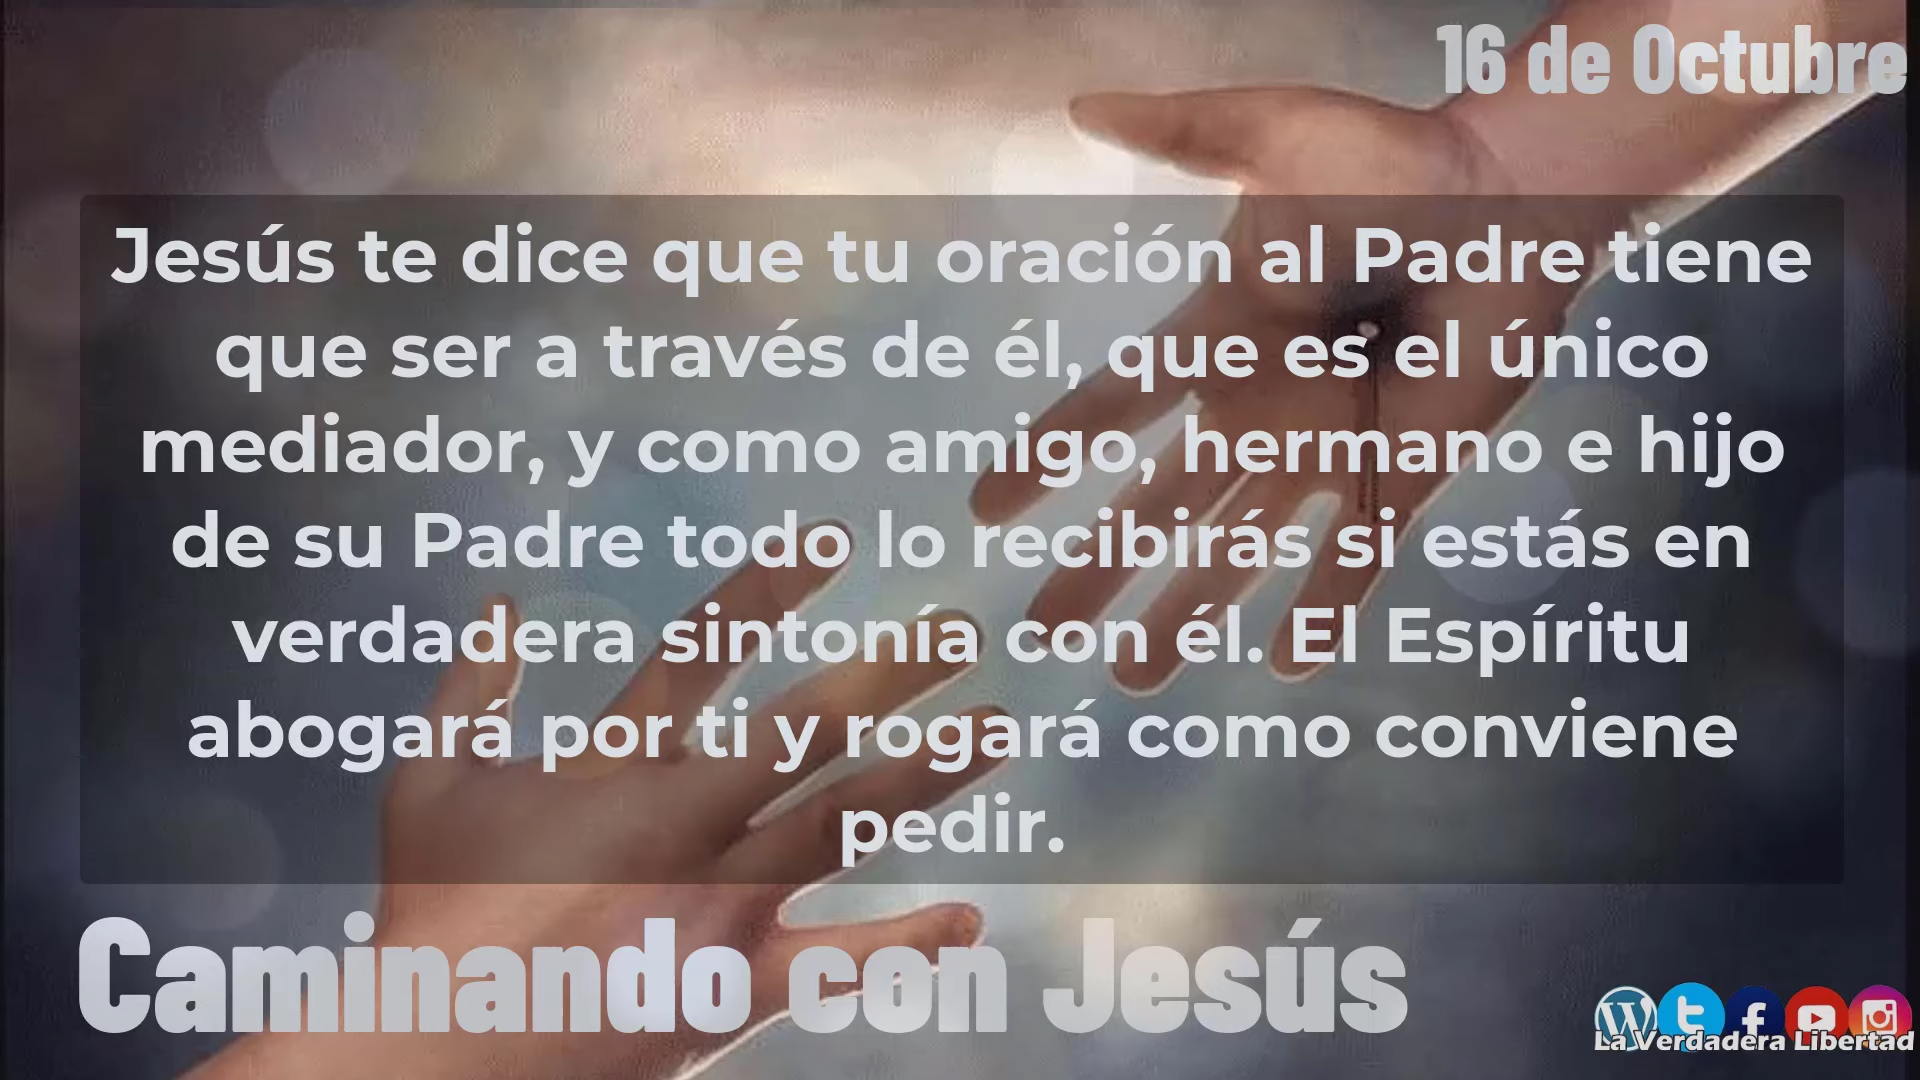 16 de Octubre
Jesús te dice que tu oración al Padre tiene
que ser a través de él, que es el único
mediador, y como amigo, hermano e hijo
de su Padre todo lo recibirás si estás en
verdadera sintonía con él. El Espíritu
abogará por ti y rogará como conviene
pedir.
Caminando con Jesús
La Verdadera Libertad